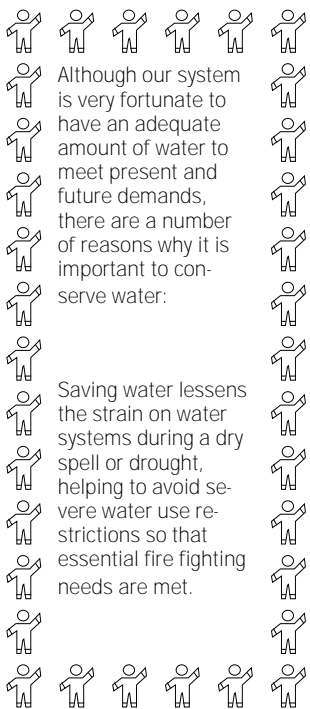 Although our system
is very fortunate to
have an adequate
amount of water to
meet present and
future demands,
there are a number
of reasons why it is
important to con-
serve water:
Saving water lessens
the strain on water
systems during a dry
spell or drought,
helping to avoid se-
vere water use re-
strictions so that
essential fire fighting
needs are met.